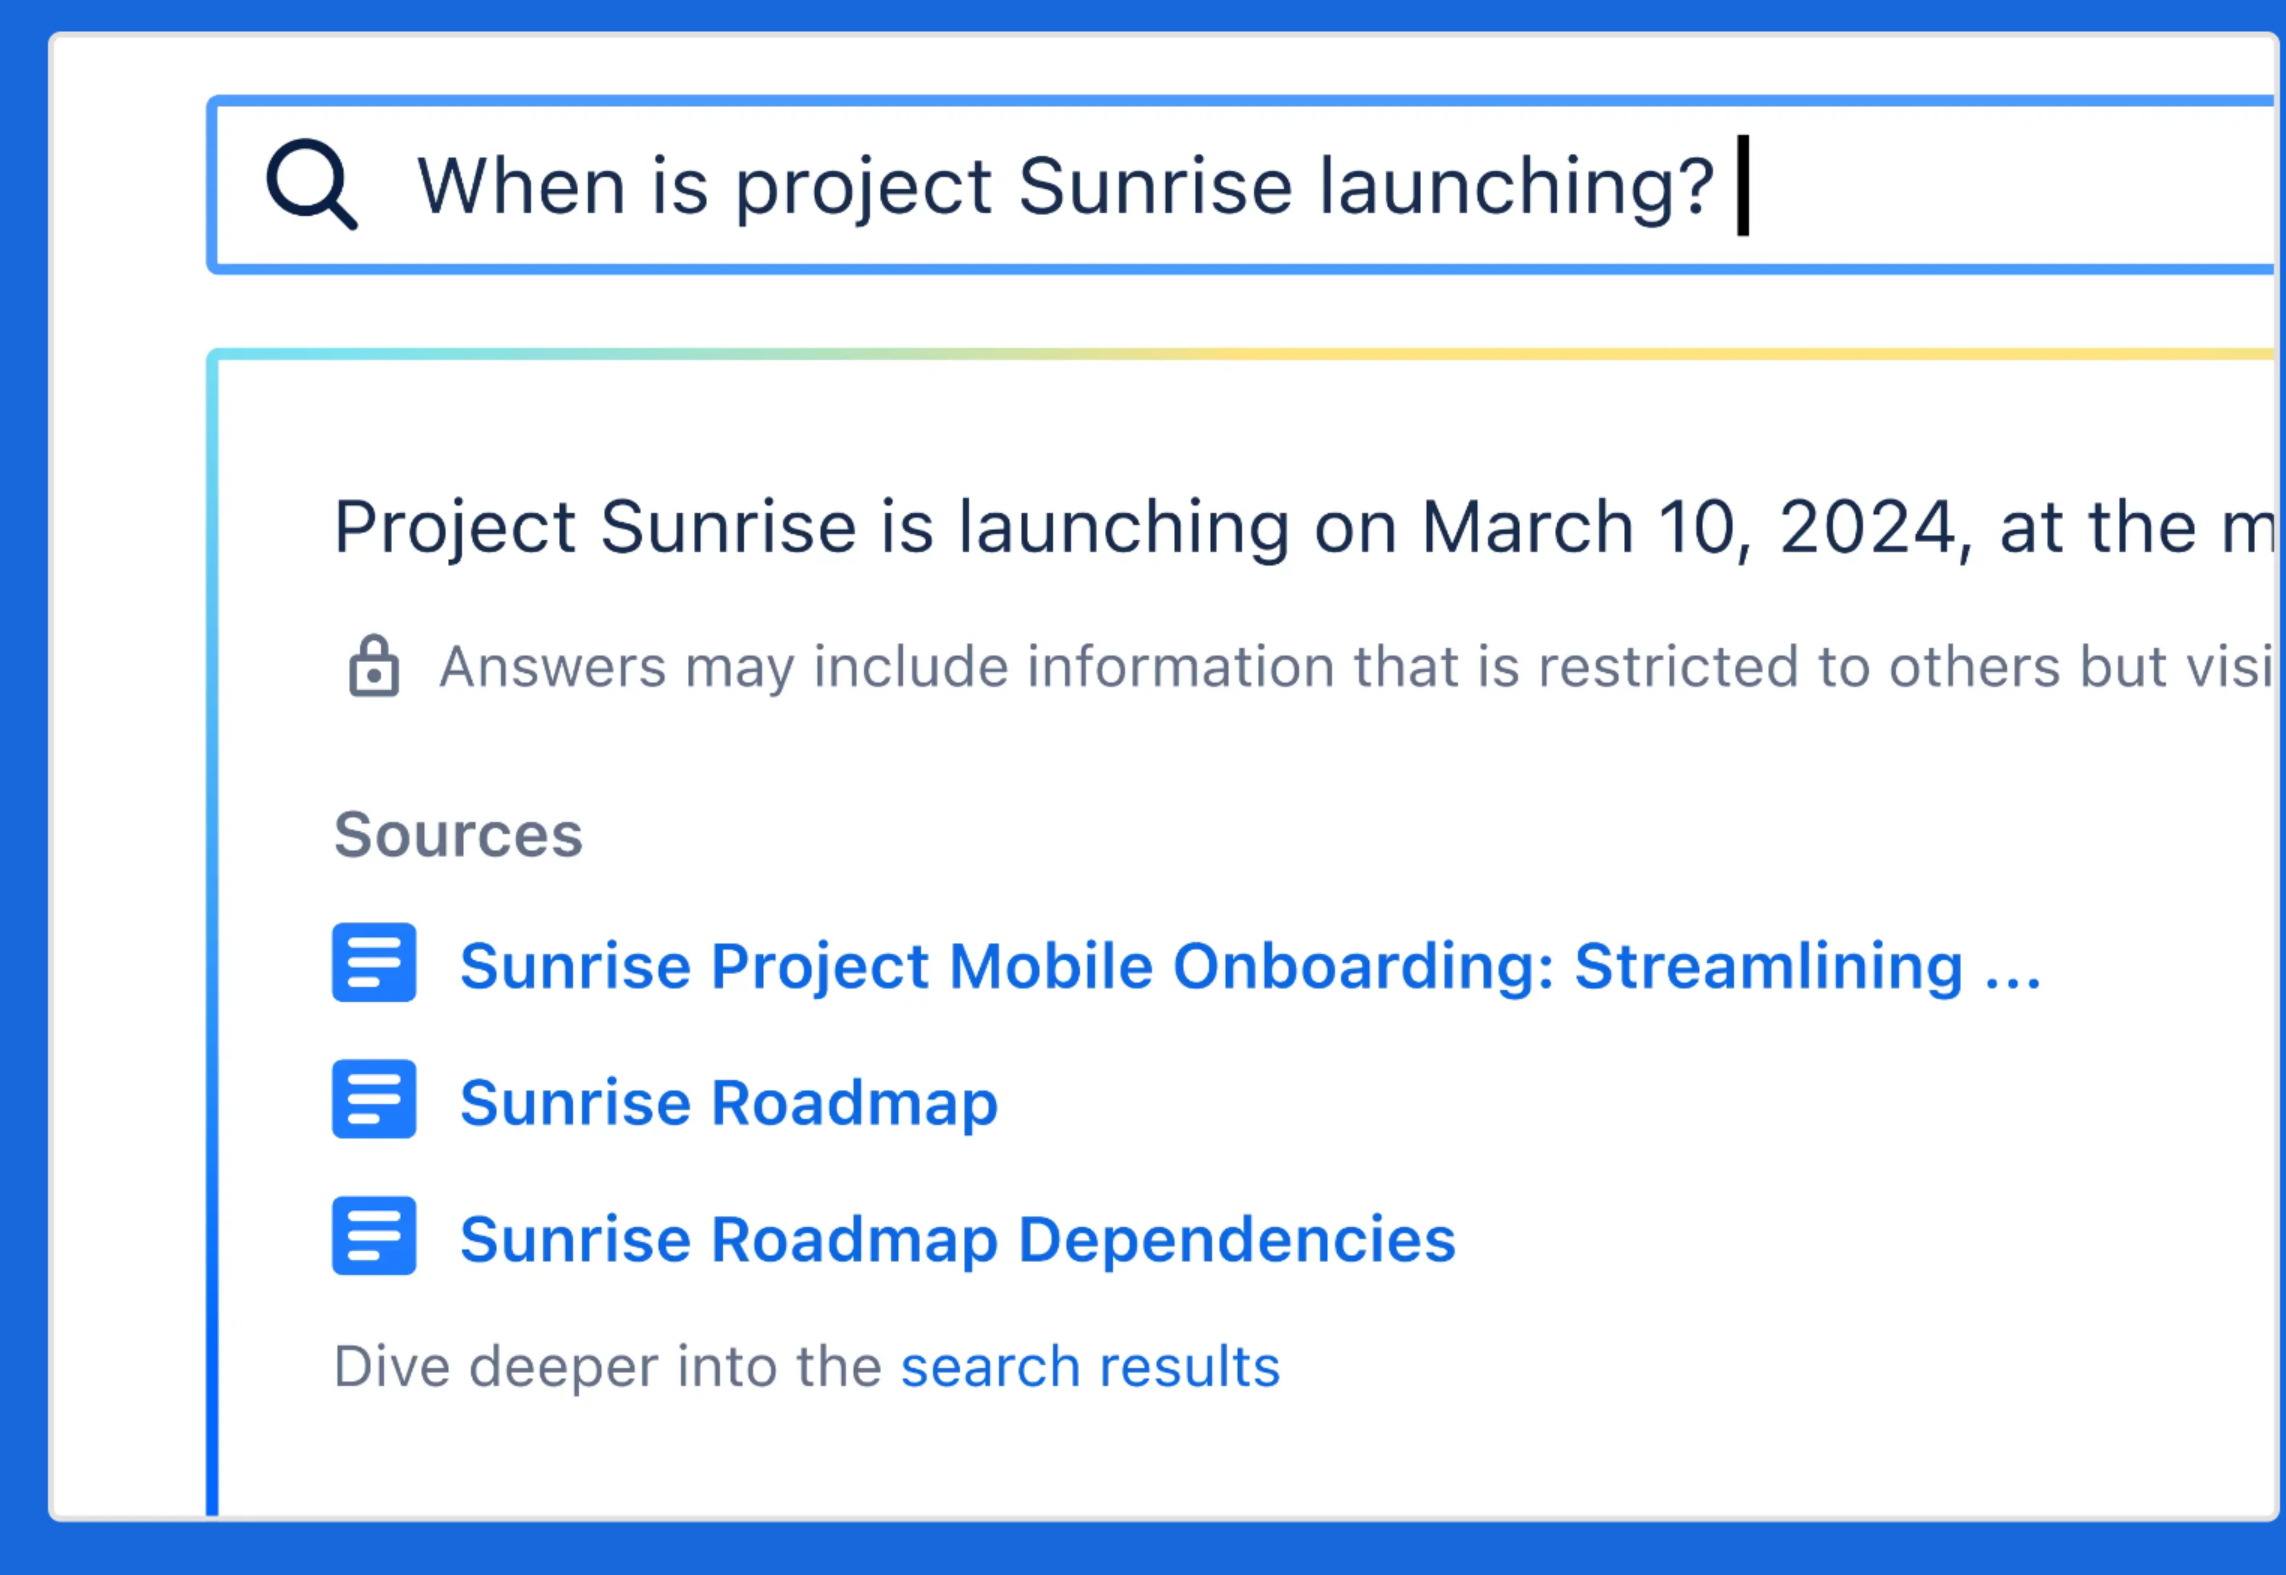 When is project Sunrise launching?
Project Sunrise is launching on March 10, 2024, at the
Answers may include information that is restricted to others but
Sources
Sunrise Project Mobile Onboarding: Streamlining ...
Sunrise Roadmap
Sunrise Roadmap Dependencies
Dive deeper into the search results